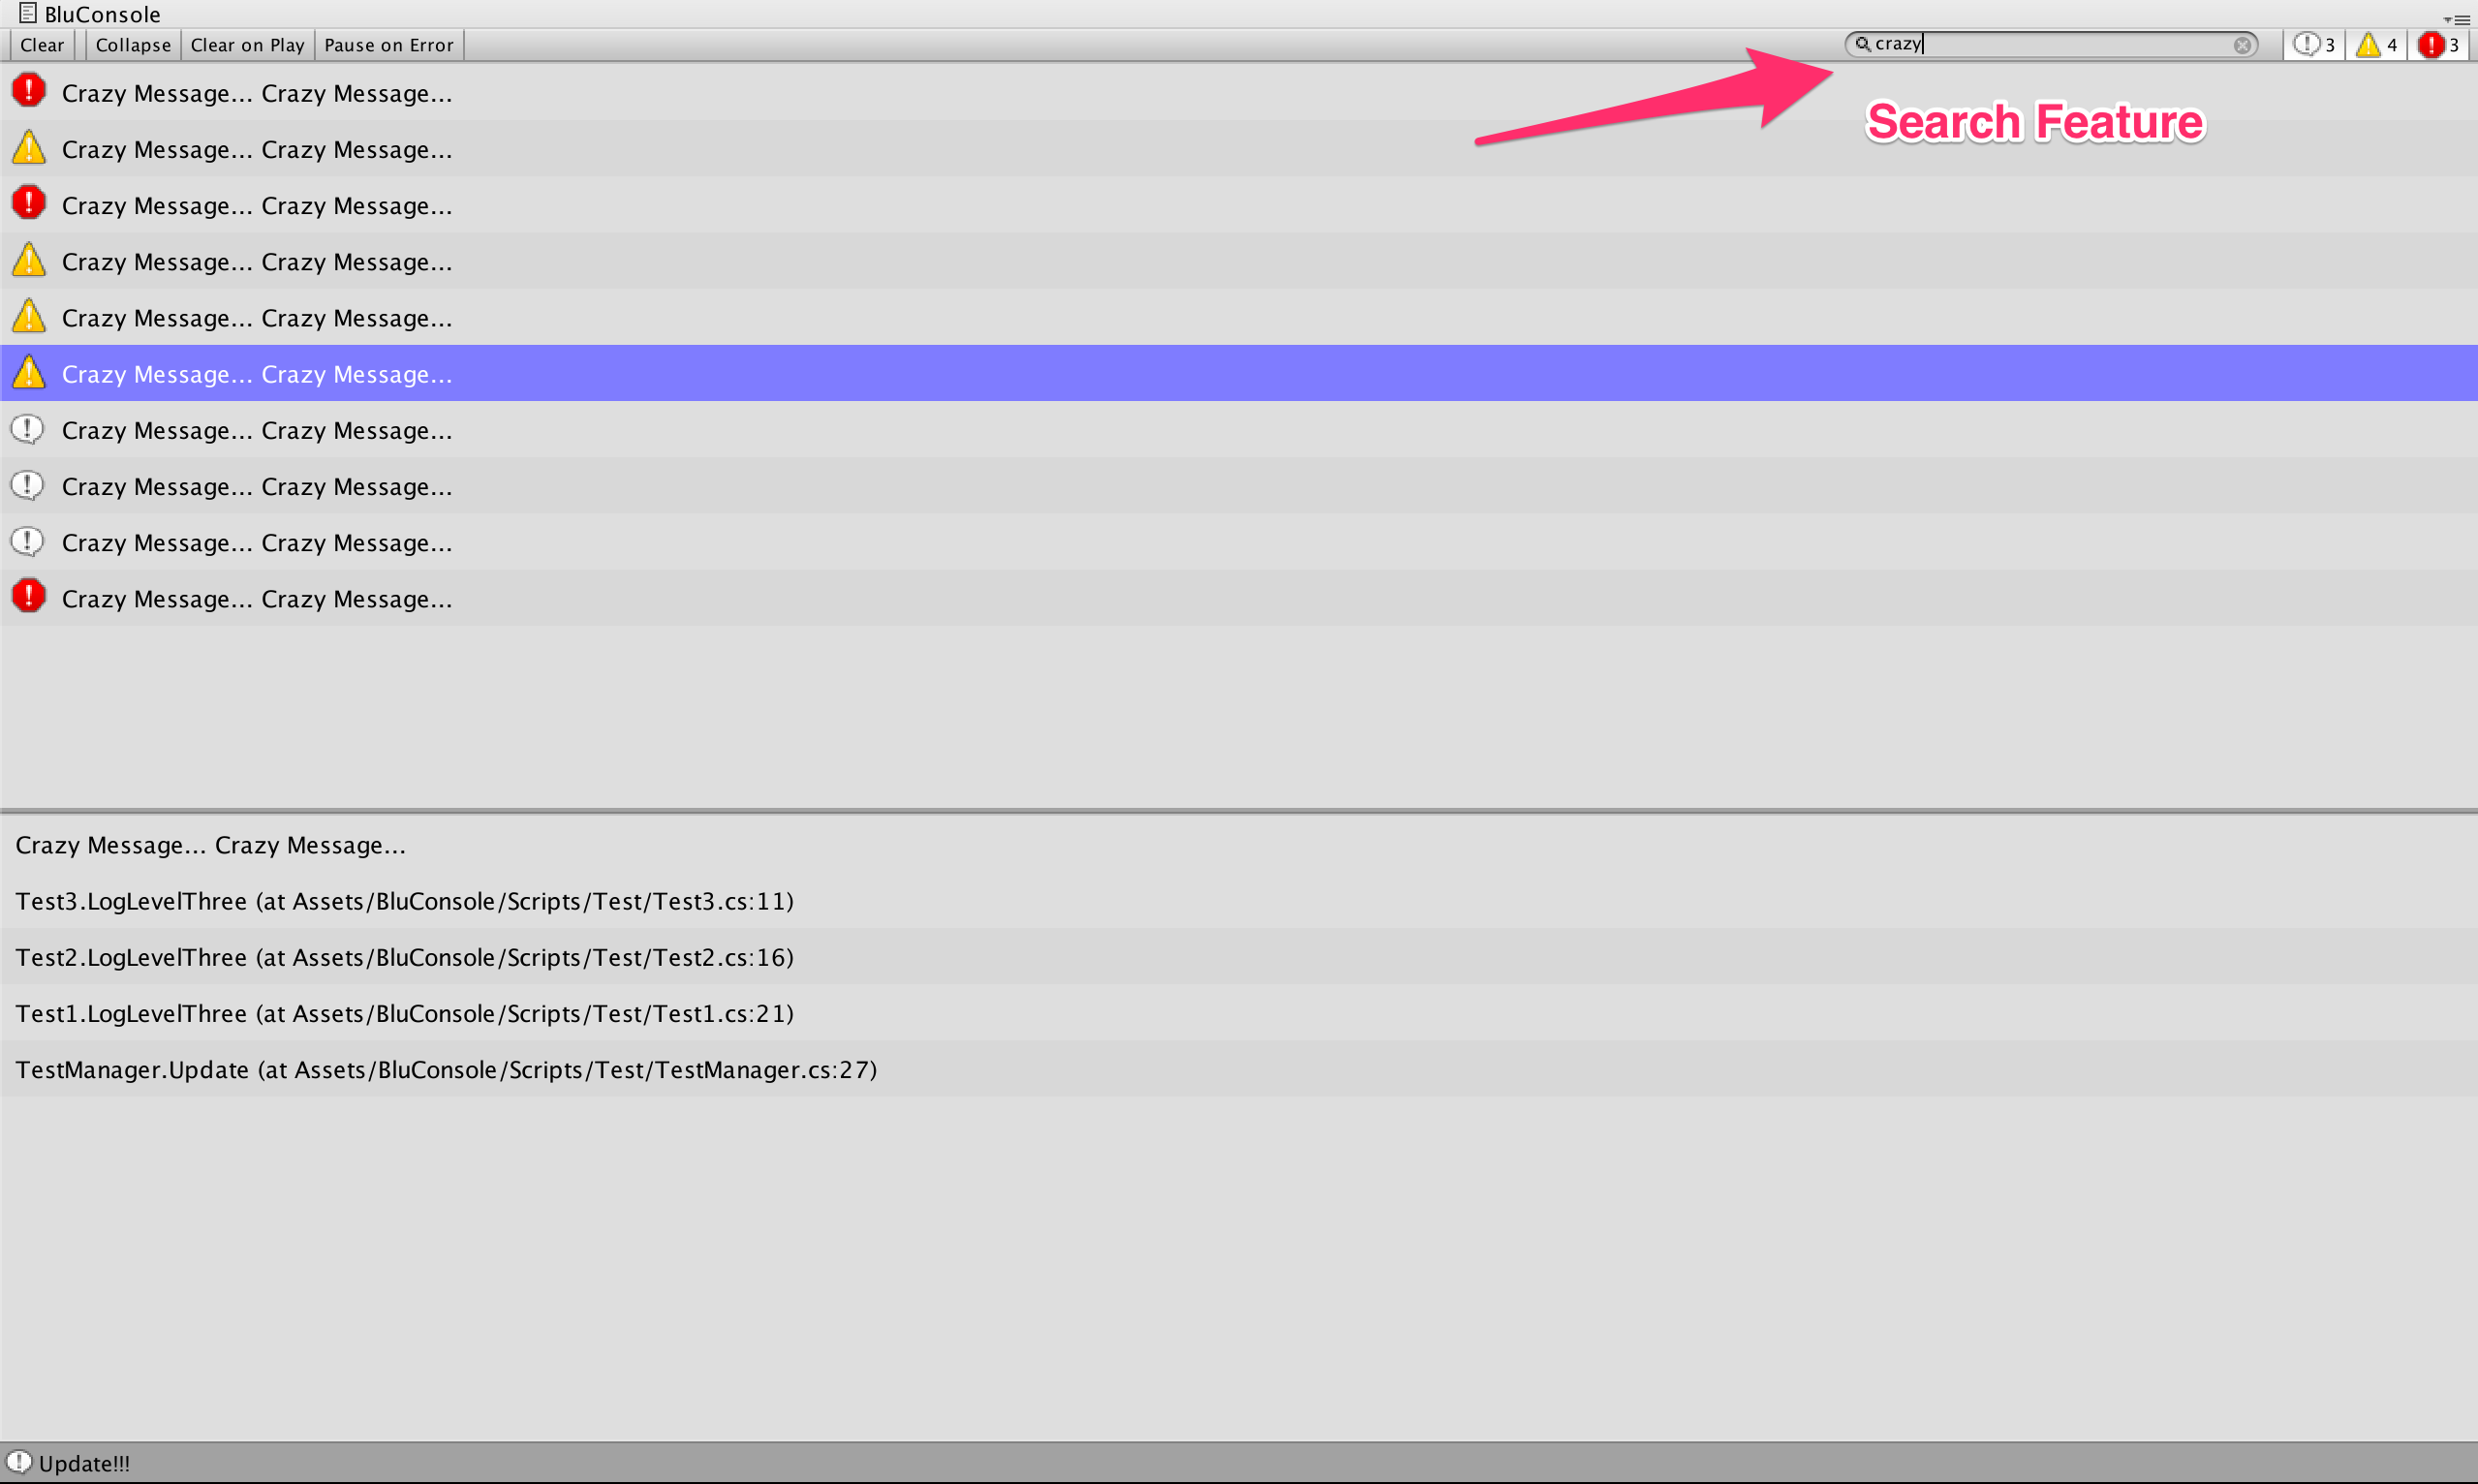 BluConsole
Clear Collapse Clear on Play Pause on Error crazy 3 4 3
Search Feature
Crazy Message... Crazy Message...
Crazy Message... Crazy Message...
Crazy Message... Crazy Message...
Crazy Message... Crazy Message...
Crazy Message... Crazy Message...
Crazy Message... Crazy Message...
Crazy Message... Crazy Message...
Crazy Message... Crazy Message...
Crazy Message... Crazy Message...
Crazy Message... Crazy Message...
Crazy Message... Crazy Message...
Test3.LogLevelThree (at Assets/BluConsole/Scripts/Test/Test3.cs:11)
Test2.LogLevelThree (at Assets/BluConsole/Scripts/Test/Test2.cs:16)
Test1.LogLevelThree (at Assets/BluConsole/Scripts/Test/Test1.cs:21)
TestManager.Update (at Assets/BluConsole/Scripts/Test/TestManager.cs:27)
Update!!!